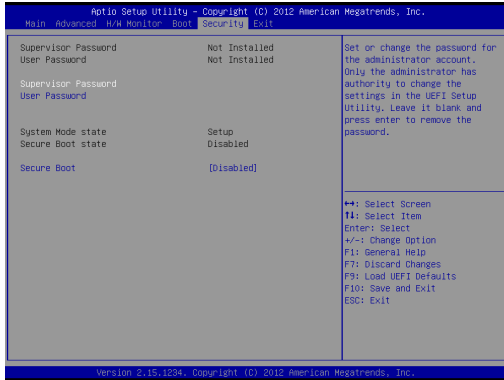 Aptio Setup Utility – Copyright (C) 2012 American Megatrends, Inc.
Main Advanced H/W Monitor Boot Security Exit
Supervisor Password Not Installed
User Password Not Installed
Supervisor Password
User Password
System Mode state Setup
Secure Boot state Disabled
Secure Boot [Disabled]
Set or change the password for
the administrator account.
Only the administrator has
authority to change the
settings in the UEFI Setup
Utility. Leave it blank and
press enter to remove the
password.
↔: Select Screen
↑↓: Select Item
Enter: Select
+/-: Change Option
F1: General Help
F7: Discard Changes
F9: Load UEFI Defaults
F10: Save and Exit
ESC: Exit
Version 2.15.1234. Copyright (C) 2012 American Megatrends, Inc.